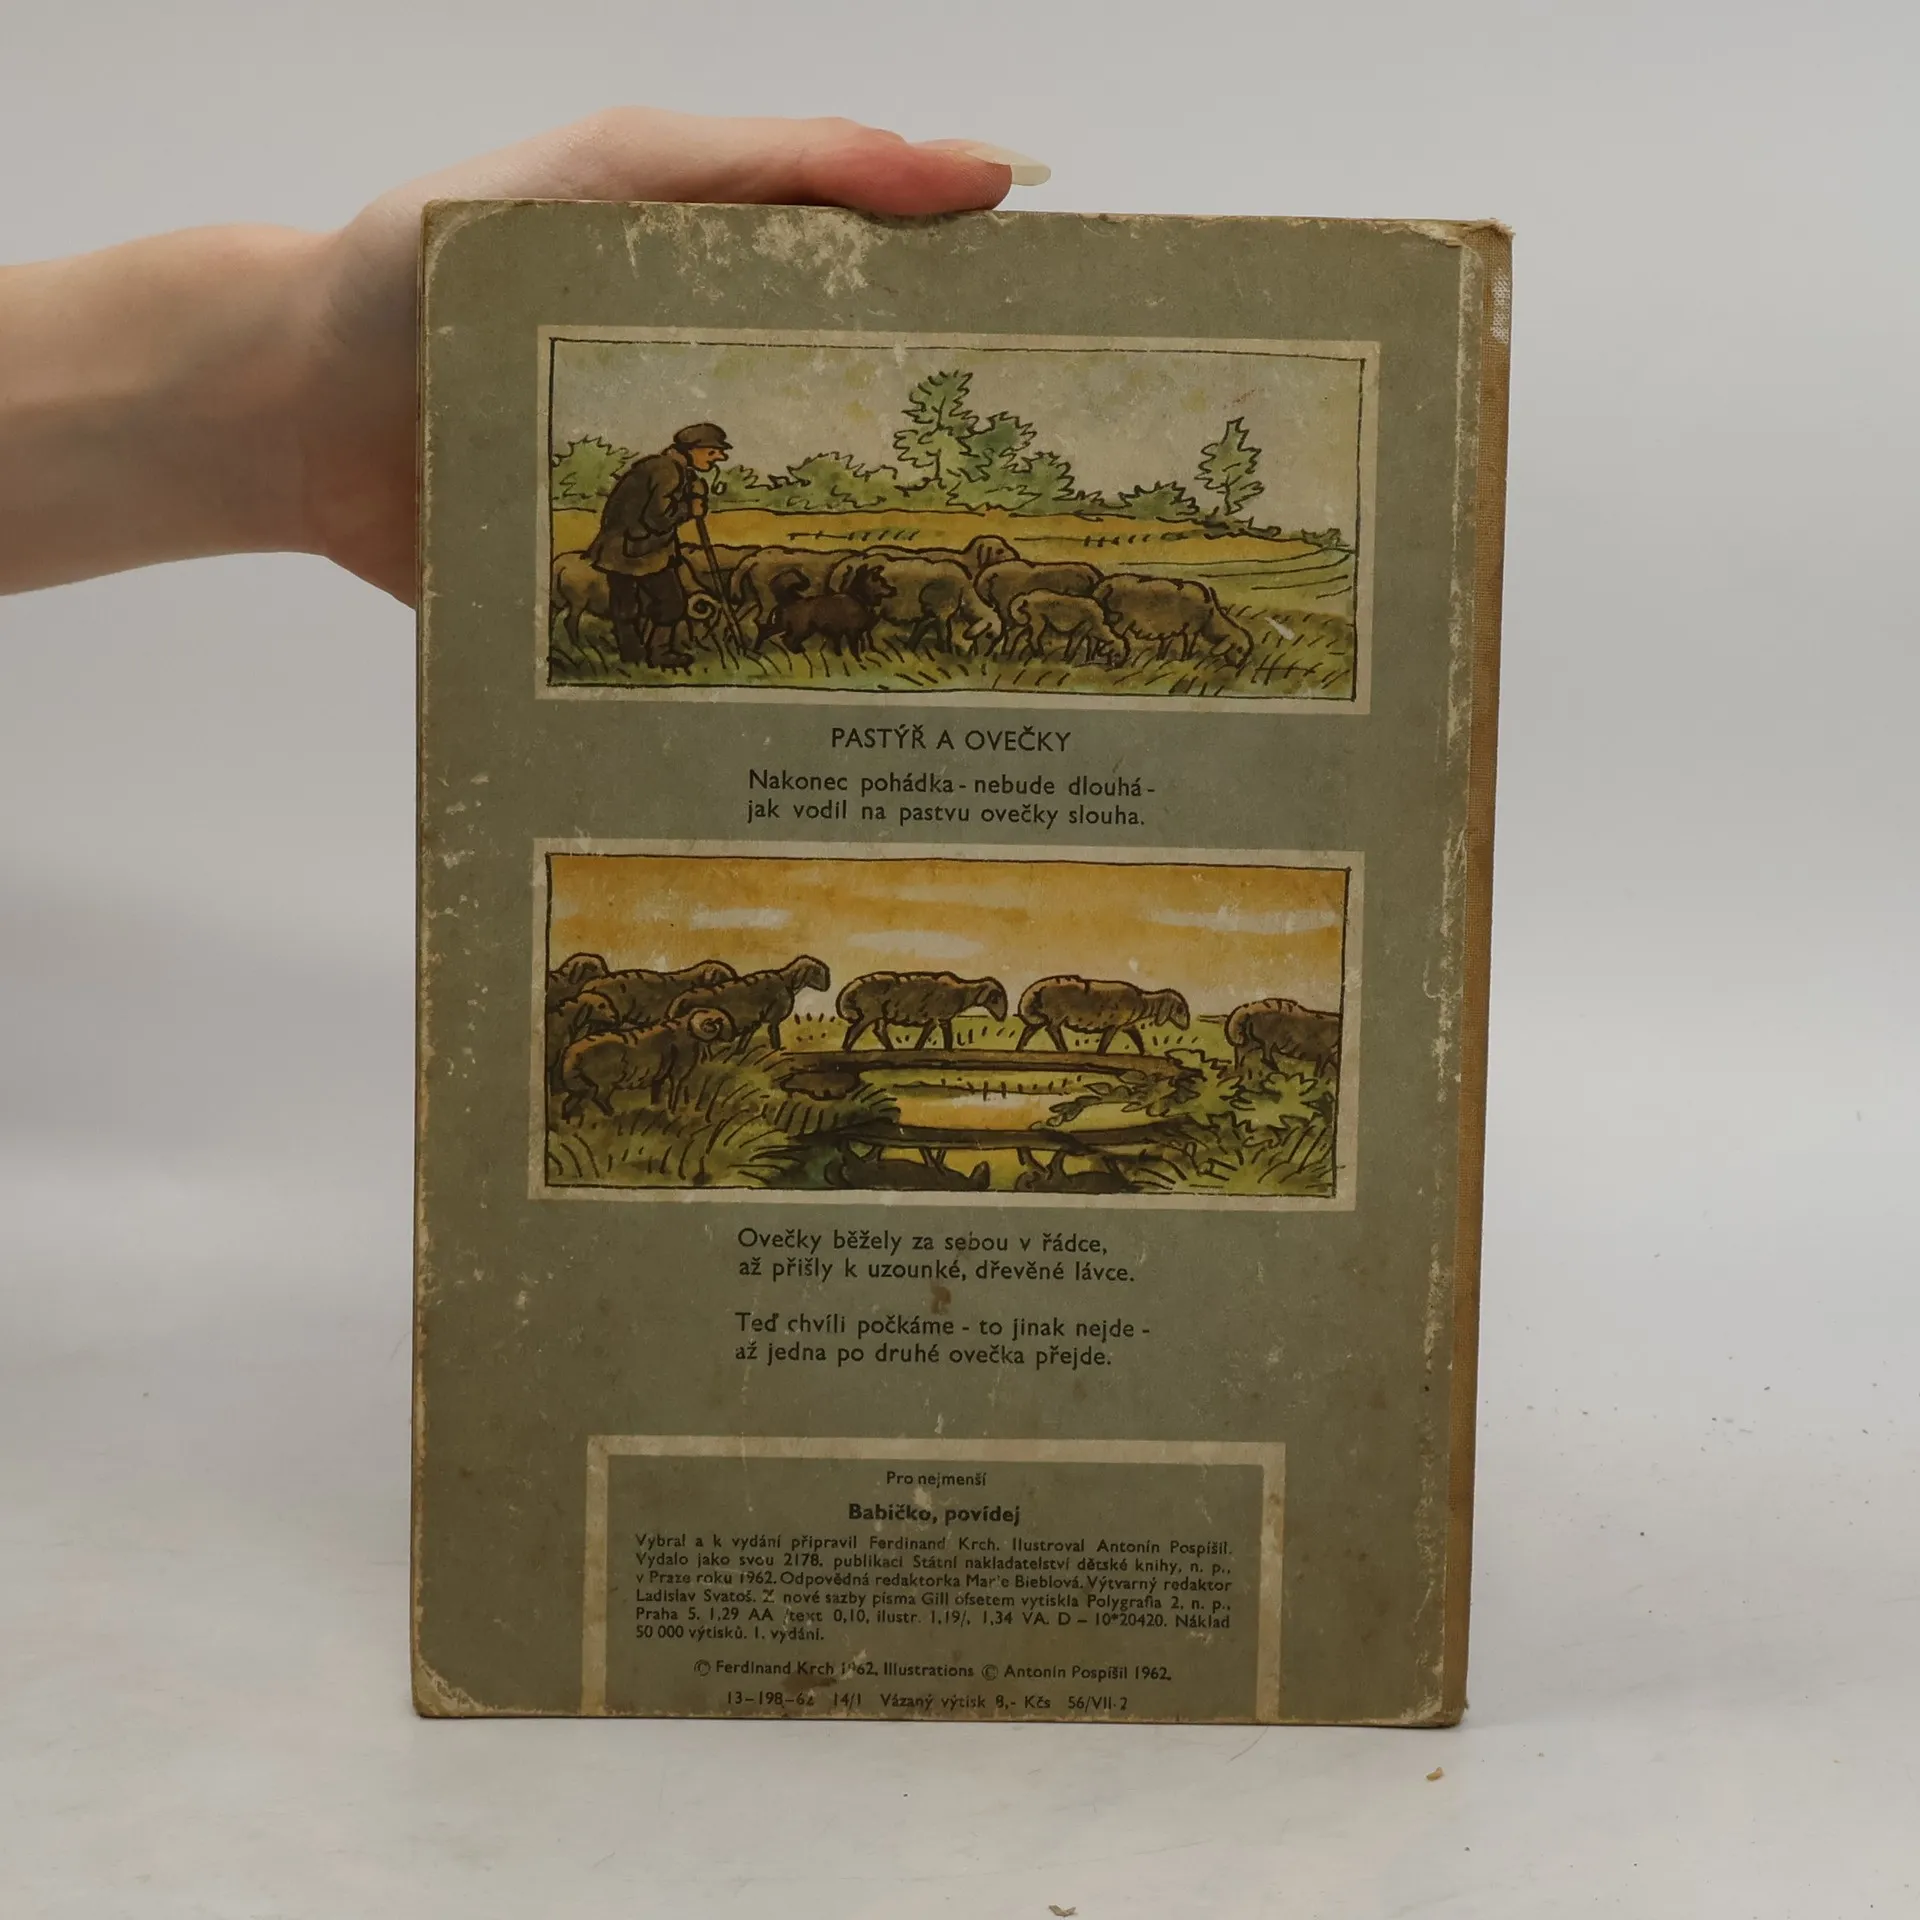 PASTÝŘ A OVEČKY
Nakonec pohádka - nebude dlouhá -
jak vodil na pastvu ovečky slouha.
Ovečky běžely za sebou v řádce,
až přišly k uzounké, dřevěné lávce.
Teď chvíli počkáme - to jinak nejde -
až jedna po druhé ovečka přejde.
Pro nejmenší
Babičko, povídej
Vybral a k vydání připravil Ferdinand Krch. Ilustroval Antonín Pospíšil.
Vydalo jako svou 2178. publikaci Státní nakladatelství dětské knihy, n. p.,
v Praze roku 1962. Odpovědná redaktorka Marie Bieblová. Výtvarný redaktor
Ladislav Svatoš. Z nové sazby písma Gill ofsetem vytiskla Polygrafia 2, n. p.,
Praha 5. 1,29 AA /text 0,10, ilustr. 1,19/, 1,34 VA. D - 10*20420. Náklad
50 000 výtisků. 1. vydání.
© Ferdinand Krch 1962, Illustrations © Antonín Pospíšil 1962.
13-198-62 14/1 Vázaný výtisk 8,- Kčs 56/VII-2